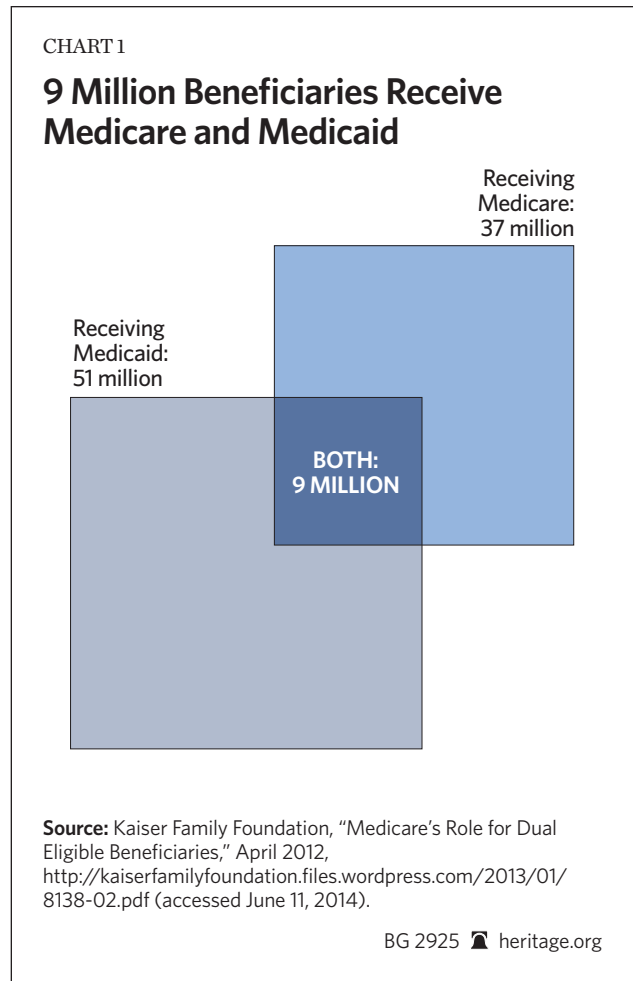 CHART 1
9 Million Beneficiaries Receive
Medicare and Medicaid
Receiving
Medicare:
37 million
Receiving
Medicaid:
51 million
BOTH:
9 MILLION
Source: Kaiser Family Foundation, “Medicare’s Role for Dual
Eligible Beneficiaries,” April 2012,
http://kaiserfamilyfoundation.files.wordpress.com/2013/01/
8138-02.pdf (accessed June 11, 2014).
BG 2925 heritage.org